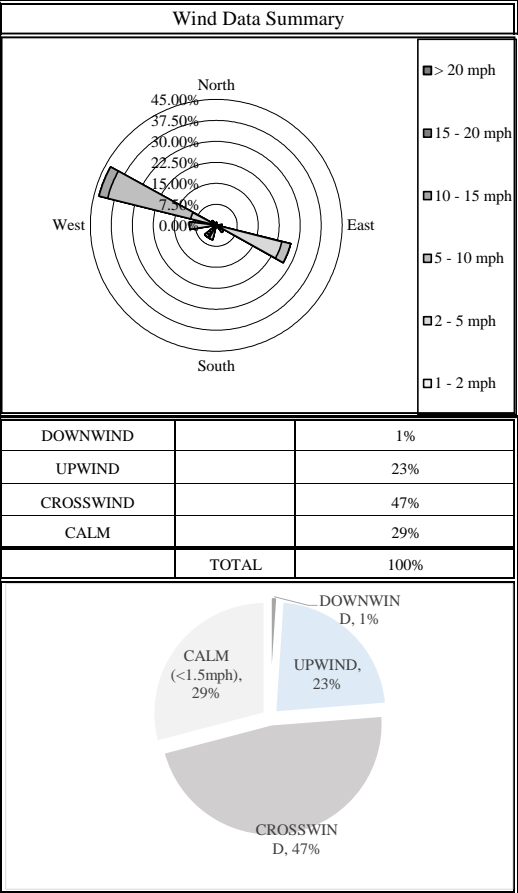 Wind Data Summary
North
45.00%
37.50%
30.00%
22.50%
15.00%
7.50%
0.00%
West
East
South
> 20 mph
15 - 20 mph
10 - 15 mph
5 - 10 mph
2 - 5 mph
1 - 2 mph
DOWNWIND 1%
UPWIND 23%
CROSSWIND 47%
CALM 29%
TOTAL 100%
DOWNWIN
D, 1%
UPWIND,
23%
CALM
(<1.5mph),
29%
CROSSWIN
D, 47%